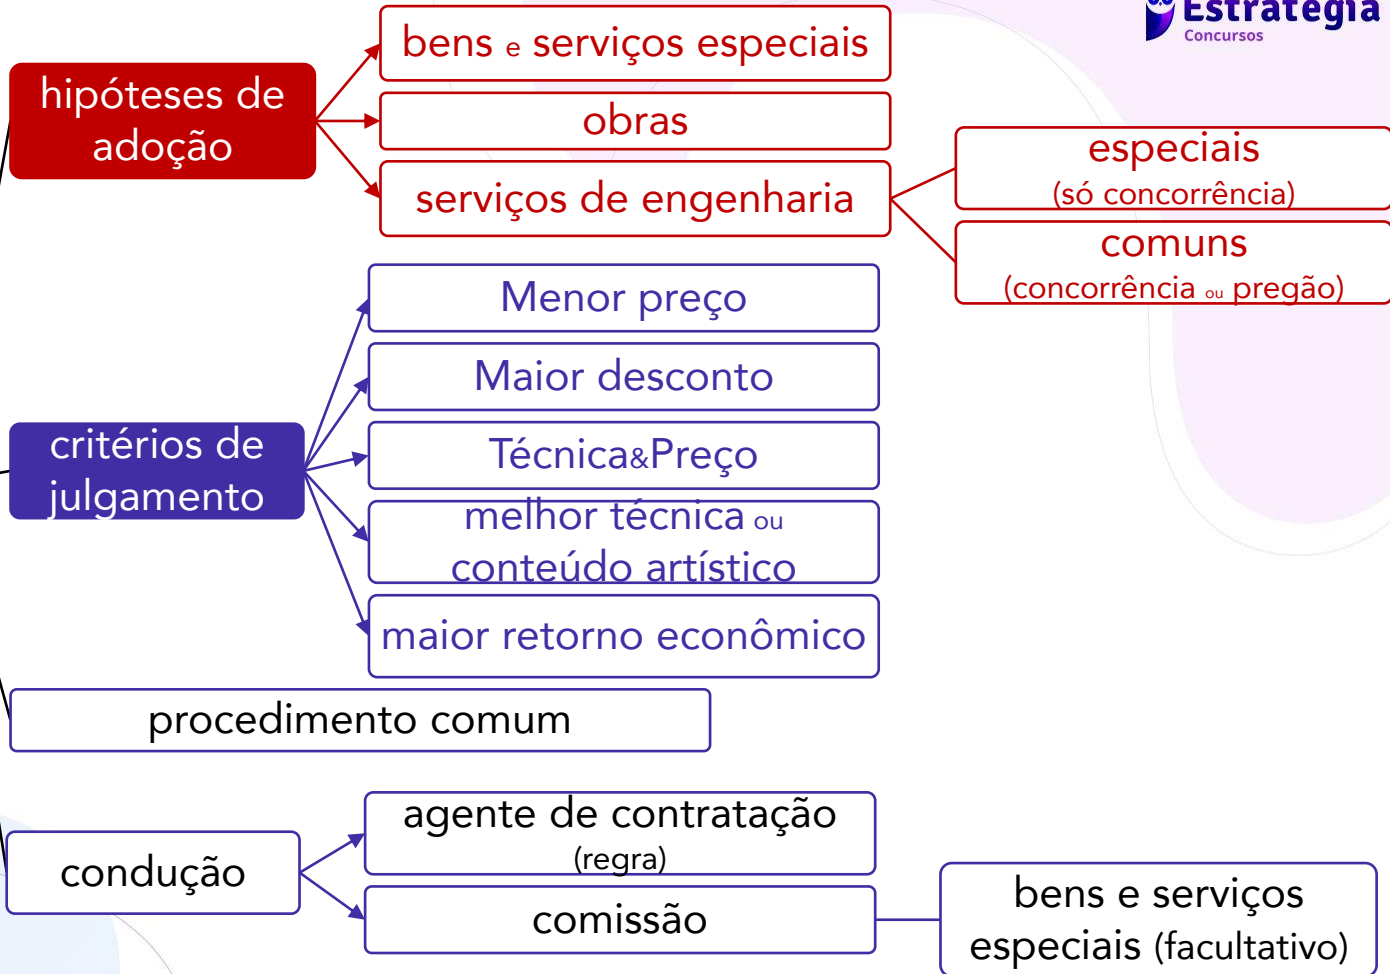 Estratégia
Concursos
hipóteses de
adoção
bens e serviços especiais
obras
serviços de engenharia
especiais
(só concorrência)
comuns
(concorrência ou pregão)
critérios de
julgamento
Menor preço
Maior desconto
Técnica&Preço
melhor técnica ou
conteúdo artístico
maior retorno econômico
procedimento comum
condução
agente de contratação
(regra)
comissão
bens e serviços
especiais (facultativo)